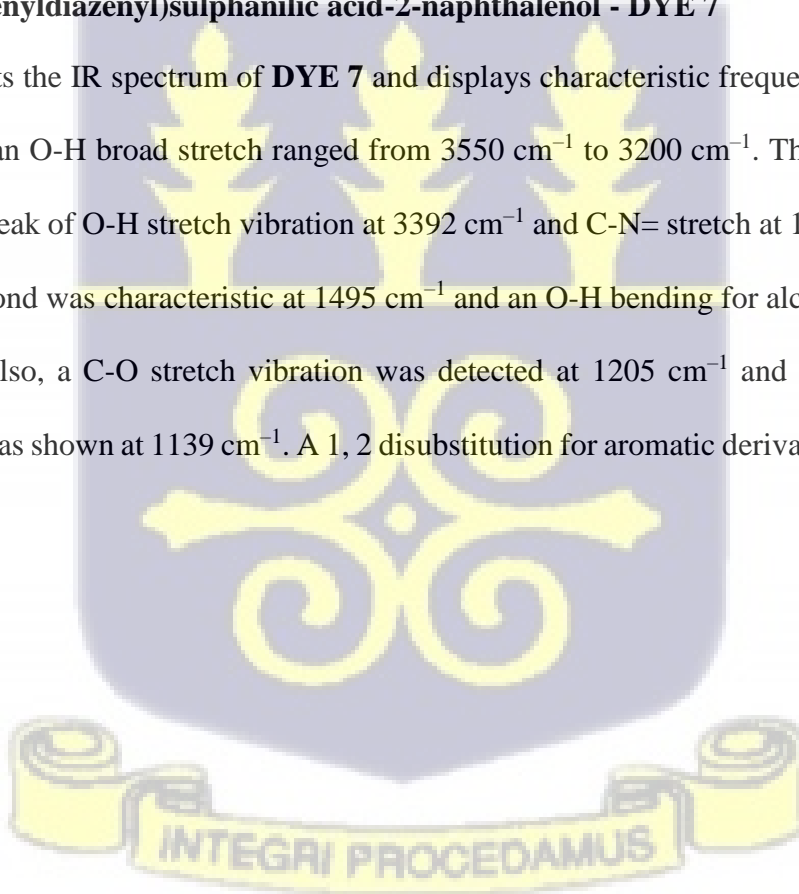 enyldiazenyl)sulphanilic acid-2-naphthalenol - DYE 7
ts the IR spectrum of DYE 7 and displays characteristic freque
an O-H broad stretch ranged from 3550 cm⁻¹ to 3200 cm⁻¹. Th
eak of O-H stretch vibration at 3392 cm⁻¹ and C-N= stretch at 1
ond was characteristic at 1495 cm⁻¹ and an O-H bending for alc
lso, a C-O stretch vibration was detected at 1205 cm⁻¹ and
as shown at 1139 cm⁻¹. A 1, 2 disubstitution for aromatic deriva
INTEGRI PROCEDAMUS